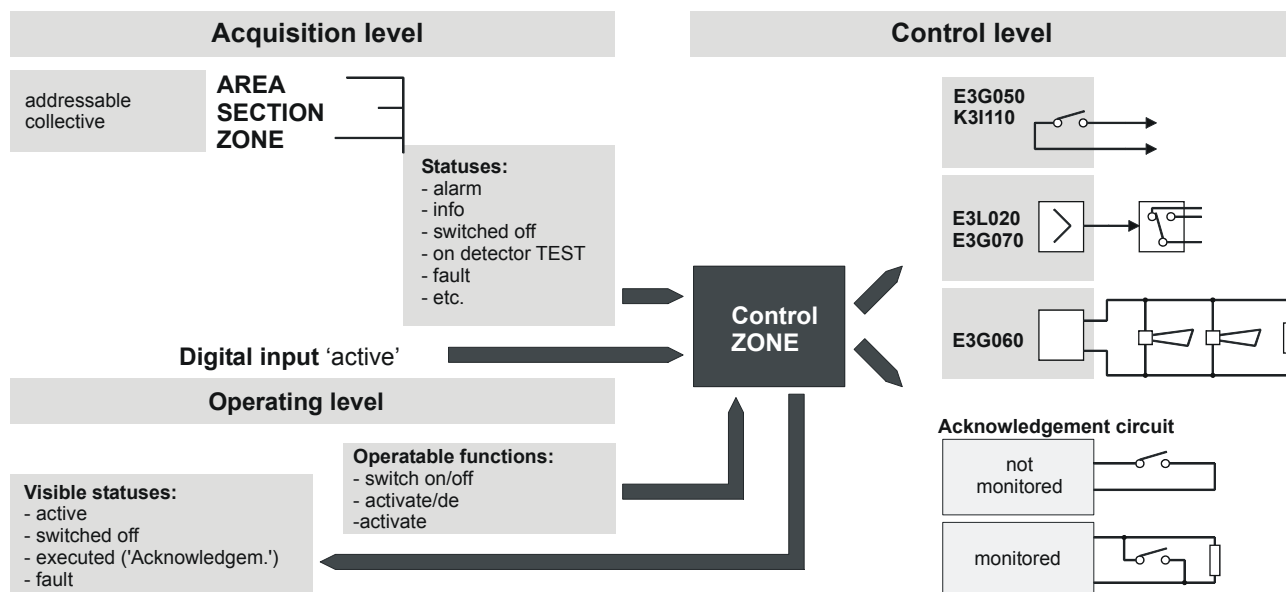 Acquisition level
addressable
collective
AREA
SECTION
ZONE
Statuses:
- alarm
- info
- switched off
- on detector TEST
- fault
- etc.
Digital input ‘active’
Operating level
Operatable functions:
- switch on/off
- activate/de
-activate
Visible statuses:
- active
- switched off
- executed ('Acknowledgem.')
- fault
Control
ZONE
Control level
E3G050
K3I110
E3L020
E3G070
E3G060
Acknowledgement circuit
not
monitored
monitored